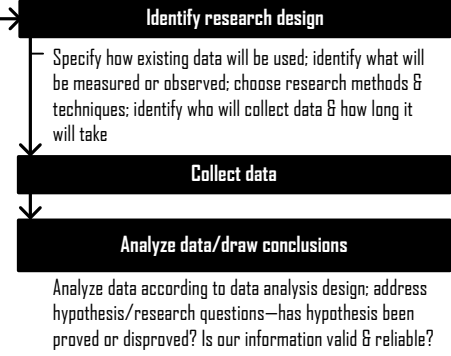 Identify research design
Specify how existing data will be used; identify what will
be measured or observed; choose research methods &
techniques; identify who will collect data & how long it
will take
Collect data
Analyze data/draw conclusions
Analyze data according to data analysis design; address
hypothesis/research questions—has hypothesis been
proved or disproved? Is our information valid & reliable?